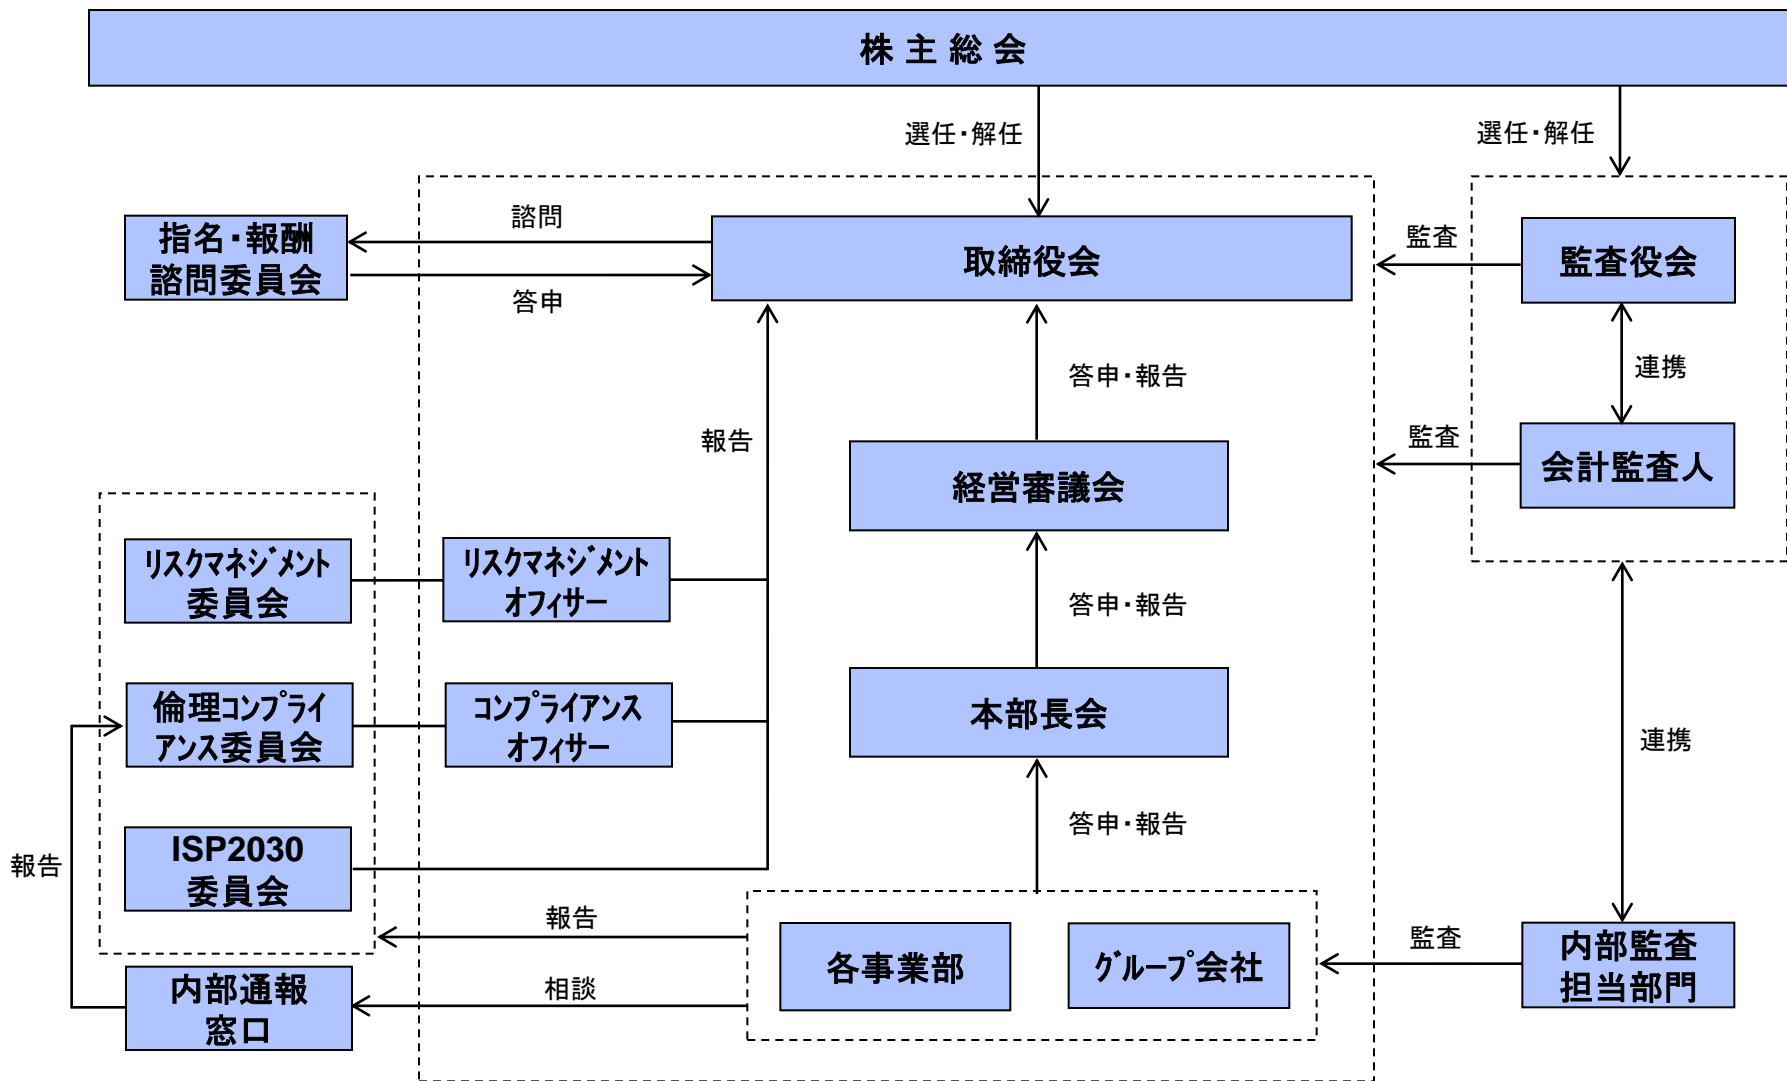 株主総会
選任・解任
選任・解任
指名・報酬
諮問委員会
諮問
答申
取締役会
監査
監査役会
連携
答申・報告
報告
経営審議会
監査
会計監査人
リスクマネジメント
委員会
リスクマネジメント
オフィサー
答申・報告
倫理コンプライ
アンス委員会
コンプライアンス
オフィサー
本部長会
連携
答申・報告
ISP2030
委員会
報告
報告
各事業部
グループ会社
監査
内部監査
担当部門
相談
内部通報
窓口